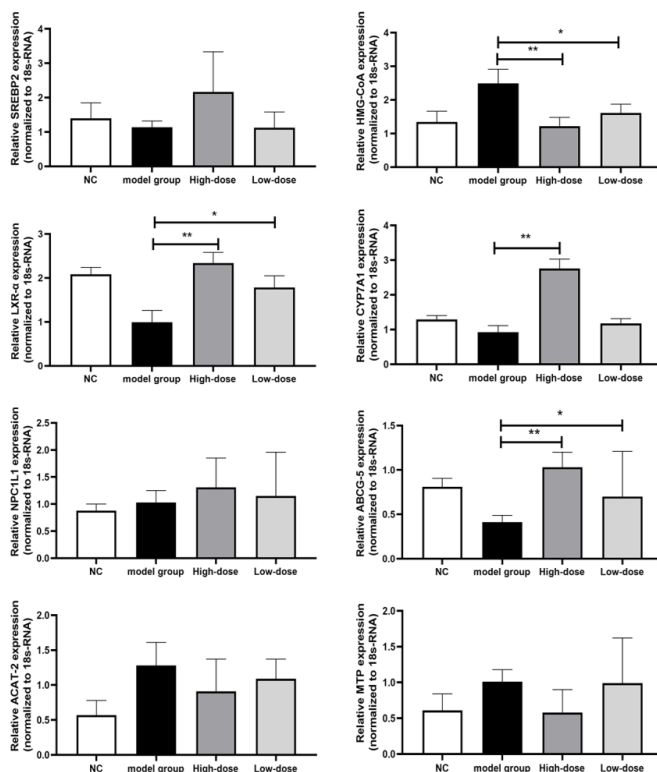 Relative SREBP2 expression
(normalized to 18s-RNA)
4
3
2
1
0
NC
model group
High-dose
Low-dose
Relative HMG-CoA expression
(normalized to 18s-RNA)
4
3
2
1
0
*
**
NC
model group
High-dose
Low-dose
Relative LXR-α expression
(normalized to 18s-RNA)
3
2
1
0
*
**
NC
model group
High-dose
Low-dose
Relative CYP7A1 expression
(normalized to 18s-RNA)
4
3
2
1
0
**
NC
model group
High-dose
Low-dose
Relative NPC1L1 expression
(normalized to 18s-RNA)
2.5
2.0
1.5
1.0
0.5
0.0
NC
model group
High-dose
Low-dose
Relative ABCG-5 expression
(normalized to 18s-RNA)
1.5
1.0
0.5
0.0
*
**
NC
model group
High-dose
Low-dose
Relative ACAT-2 expression
(normalized to 18s-RNA)
2.0
1.5
1.0
0.5
0.0
NC
model group
High-dose
Low-dose
Relative MTP expression
(normalized to 18s-RNA)
2.0
1.5
1.0
0.5
0.0
NC
model group
High-dose
Low-dose